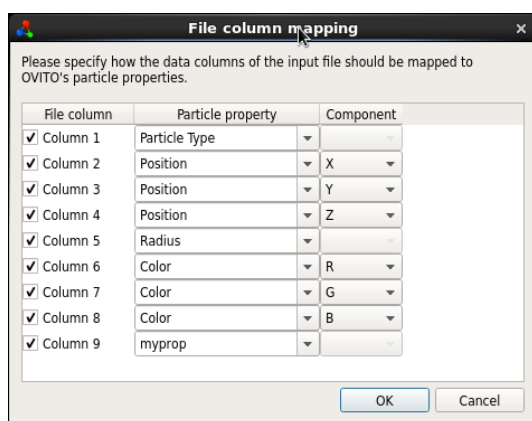 File column mapping
Please specify how the data columns of the input file should be mapped to
OVITO's particle properties.
File column Particle property Component
Column 1 Particle Type
Column 2 Position X
Column 3 Position Y
Column 4 Position Z
Column 5 Radius
Column 6 Color R
Column 7 Color G
Column 8 Color B
Column 9 myprop
OK Cancel